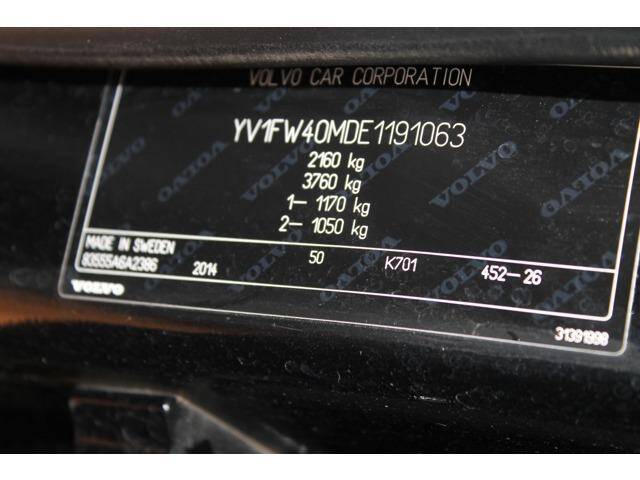 VOLVO CAR CORPORATION
YV1FW40MDE1191063
2160 kg
3760 kg
1– 1170 kg
2– 1050 kg
MADE IN SWEDEN
83555A6A2386 2014 50 K701 452–26
VOLVO
31391998